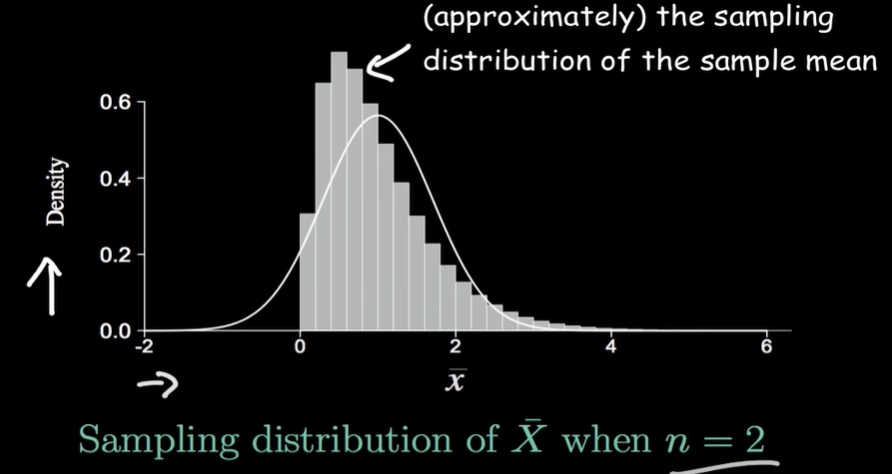 (approximately) the sampling
distribution of the sample mean
0.6
0.4
0.2
0.0
Density
-2 0 2 4 6
x̅
Sampling distribution of X̄ when n = 2